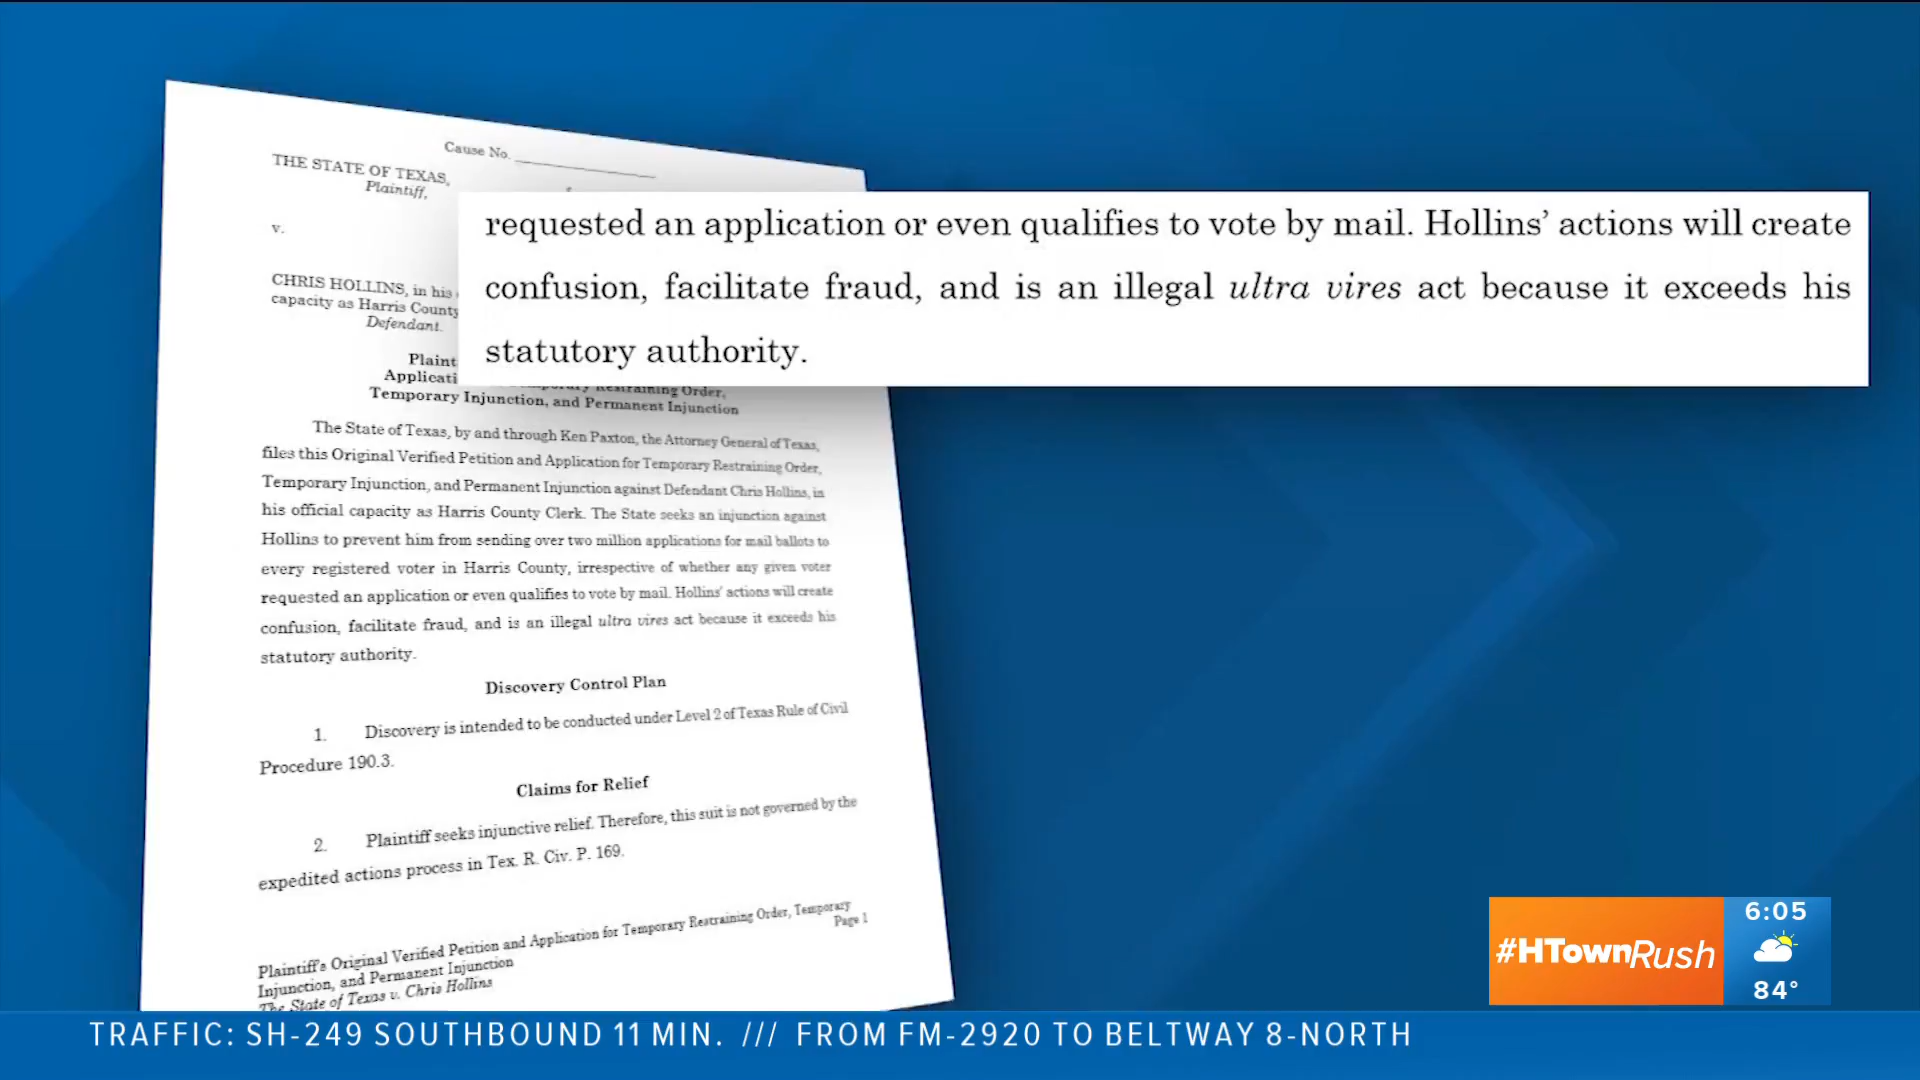 Cause No.
THE STATE OF TEXAS,
Plaintiff,
v.
CHRIS HOLLINS, in his
capacity as Harris County
Defendant.
requested an application or even qualifies to vote by mail. Hollins’ actions will create
confusion, facilitate fraud, and is an illegal ultra vires act because it exceeds his
statutory authority.
Restraining Order,
Temporary Injunction, and Permanent Injunction
The State of Texas, by and through Ken Paxton, the Attorney General of Texas,
files this Original Verified Petition and Application for Temporary Restraining Order,
Temporary Injunction, and Permanent Injunction against Defendant Chris Hollins, in
his official capacity as Harris County Clerk. The State seeks an injunction against
Hollins to prevent him from sending over two million applications for mail ballots to
every registered voter in Harris County, irrespective of whether any given voter
requested an application or even qualifies to vote by mail. Hollins’ actions will create
confusion, facilitate fraud, and is an illegal ultra vires act because it exceeds his
statutory authority.
Discovery Control Plan
1. Discovery is intended to be conducted under Level 2 of Texas Rule of Civil
Procedure 190.3.
Claims for Relief
2. Plaintiff seeks injunctive relief. Therefore, this suit is not governed by the
expedited actions process in Tex. R. Civ. P. 169.
Plaintiff's Original Verified Petition and Application for Temporary Restraining Order, Temporary
Injunction, and Permanent Injunction
The State of Texas v. Chris Hollins
Page 1
#HTownRush
6:05
84°
TRAFFIC: SH-249 SOUTHBOUND 11 MIN. /// FROM FM-2920 TO BELTWAY 8-NORTH